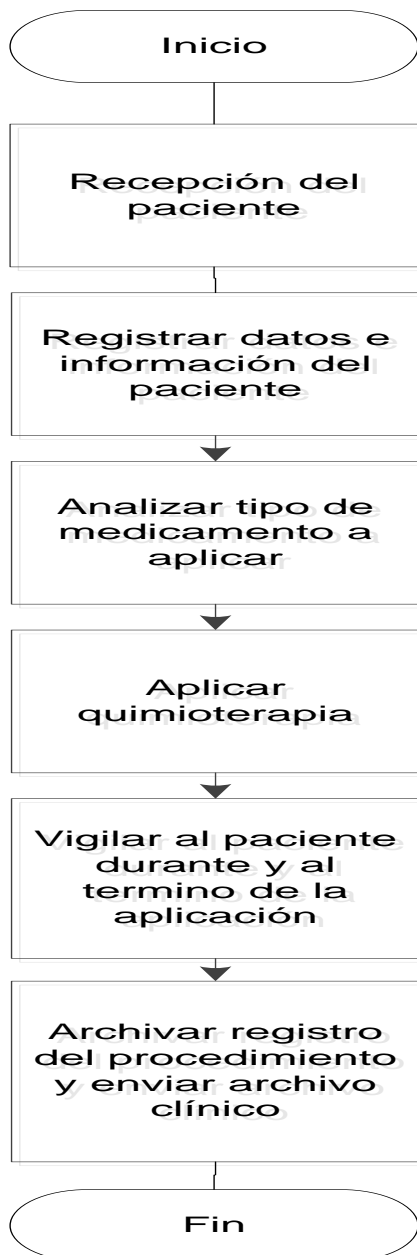 Inicio
Recepción del
paciente
Registrar datos e
información del
paciente
Analizar tipo de
medicamento a
aplicar
Aplicar
quimioterapia
Vigilar al paciente
durante y al
termino de la
aplicación
Archivar registro
del procedimiento
y enviar archivo
clínico
Fin